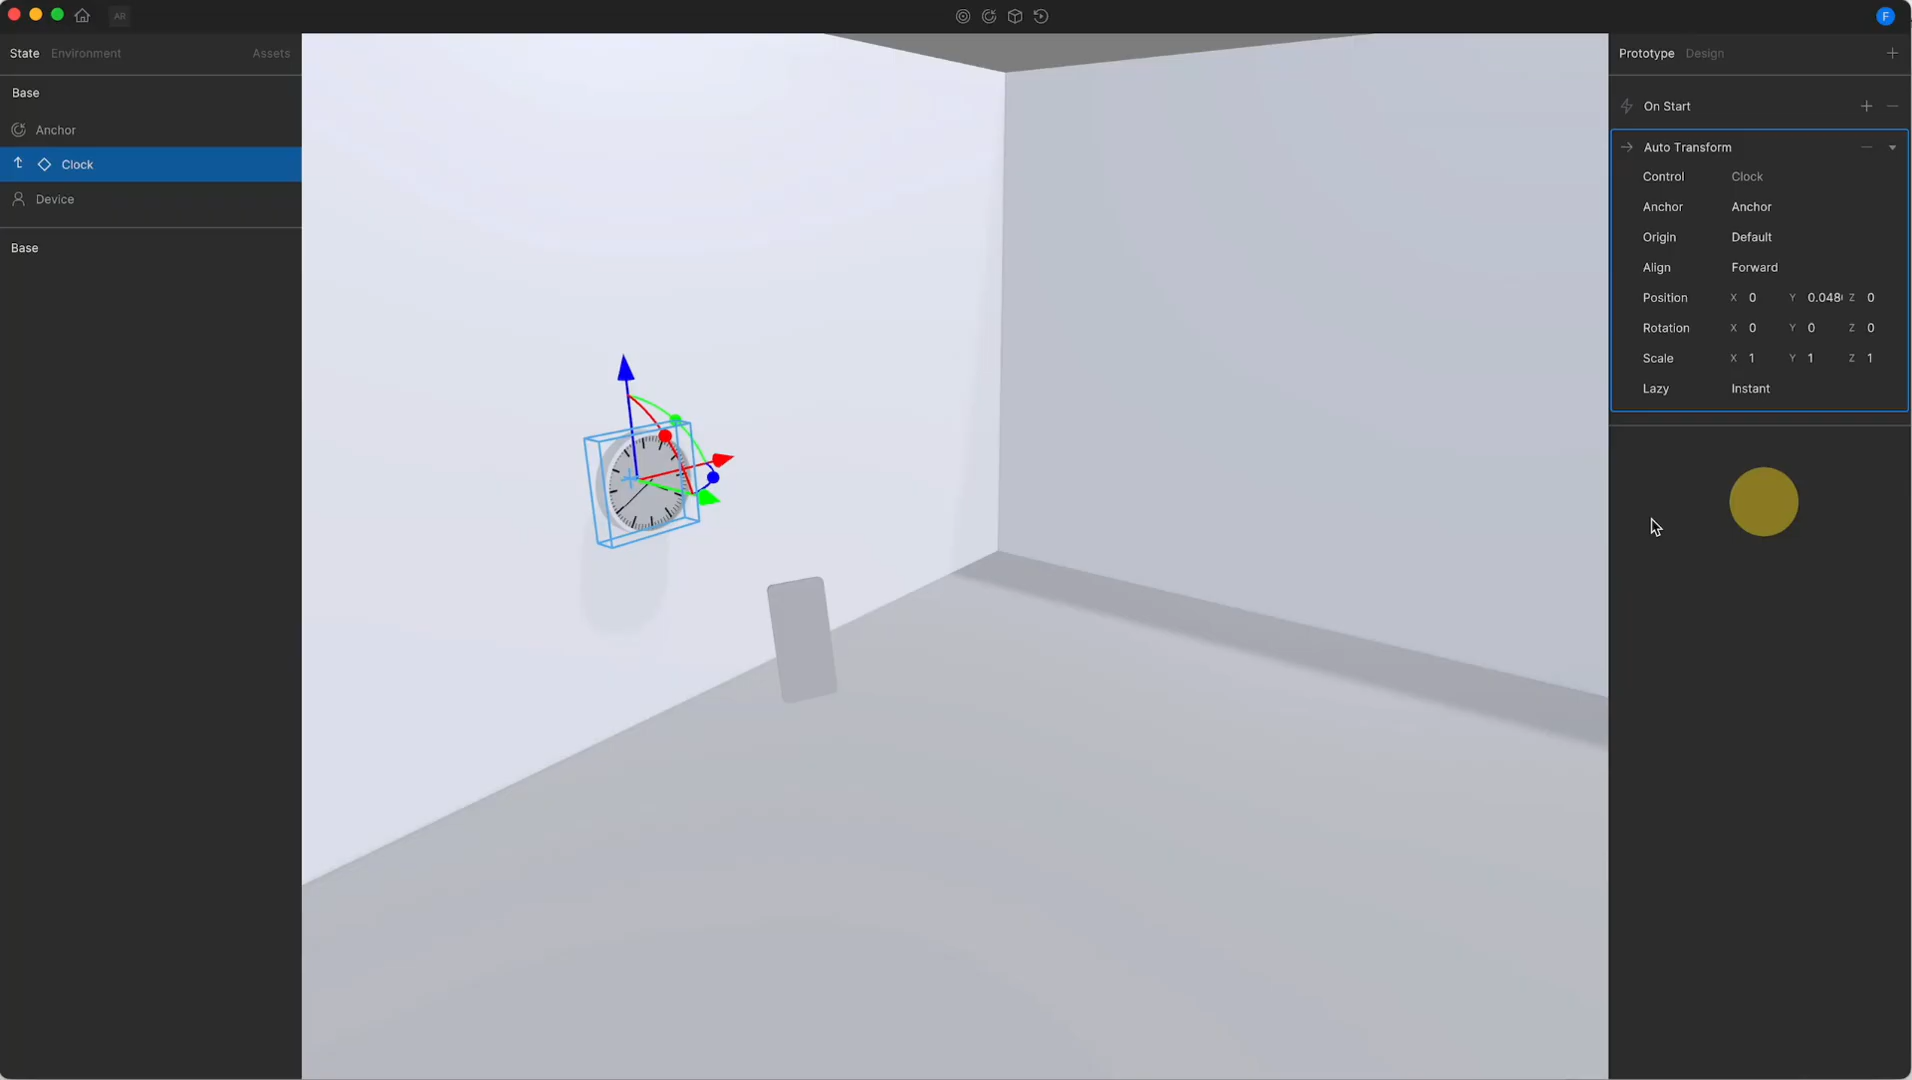 AR
F
State Environment Assets
Base
Anchor
Clock
Device
Base
Prototype Design
On Start
Auto Transform
Control Clock
Anchor Anchor
Origin Default
Align Forward
Position X 0 Y 0.048 Z 0
Rotation X 0 Y 0 Z 0
Scale X 1 Y 1 Z 1
Lazy Instant